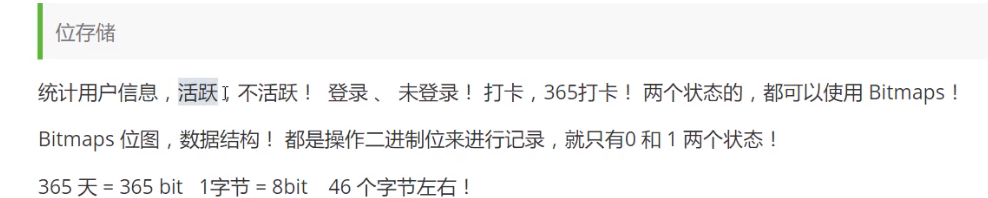 位存储
统计用户信息，活跃，不活跃！ 登录 、 未登录！ 打卡，365打卡！ 两个状态的，都可以使用 Bitmaps！
Bitmaps 位图，数据结构！ 都是操作二进制位来进行记录，就只有0 和 1 两个状态！
365 天 = 365 bit 1字节 = 8bit 46 个字节左右！